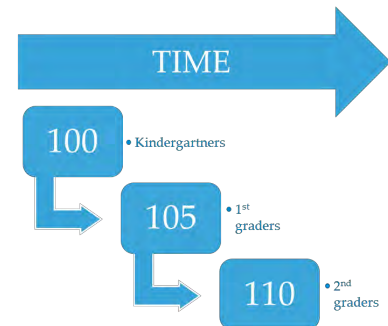 TIME
100
• Kindergartners
105
• 1st
graders
110
• 2nd
graders